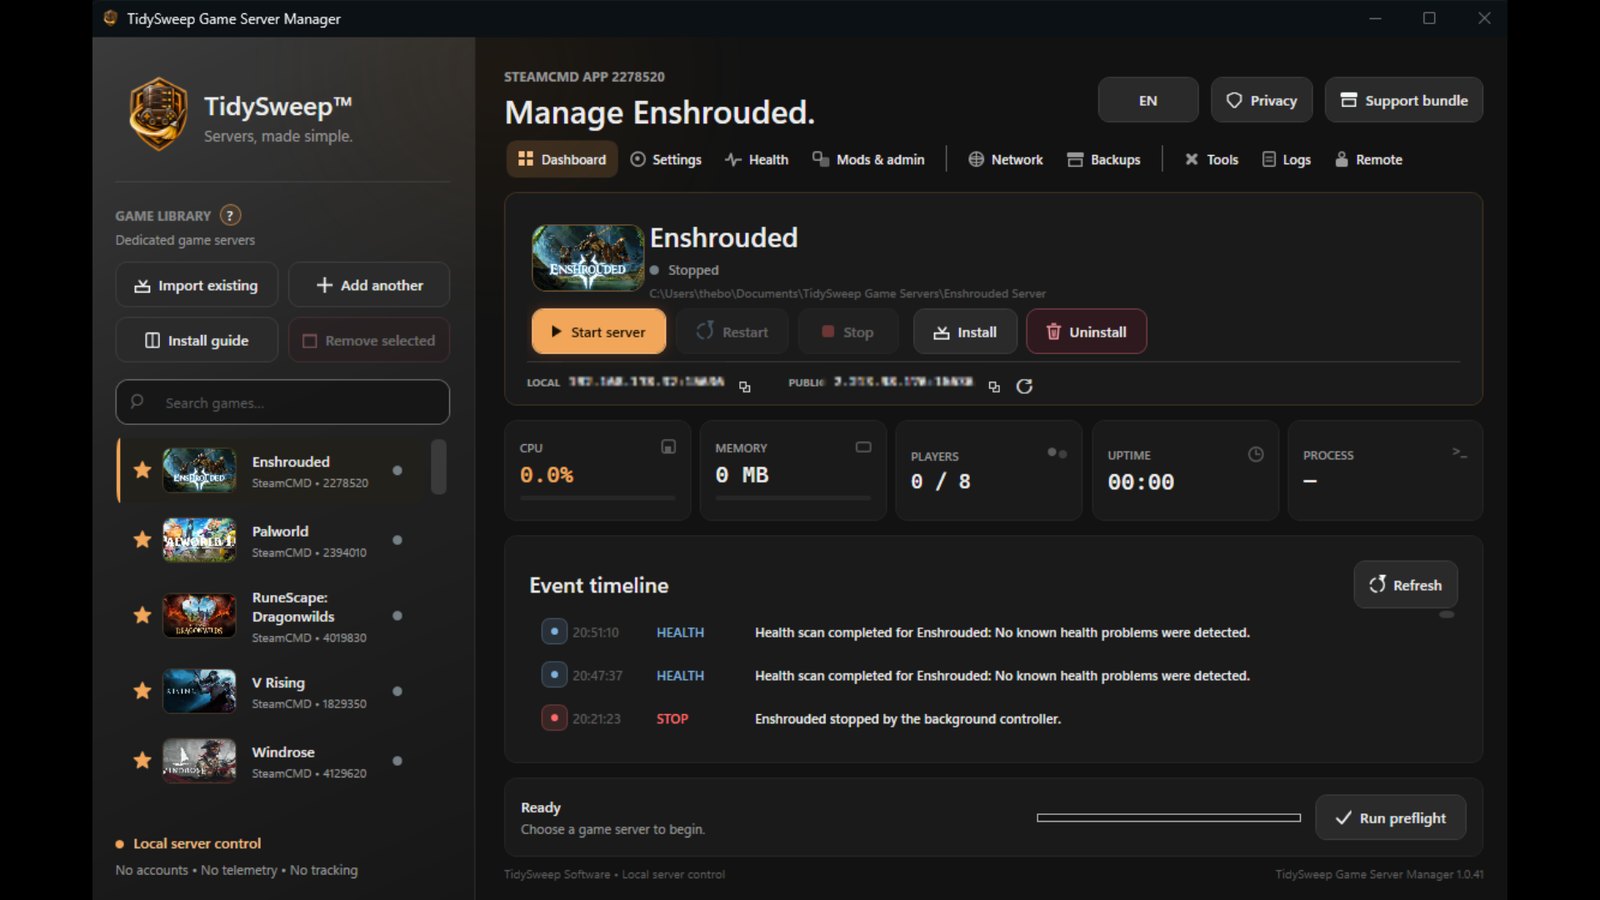 TidySweep Game Server Manager
TidySweep™
Servers, made simple.
GAME LIBRARY ?
Dedicated game servers
Import existing
Add another
Install guide
Remove selected
Search games...
Enshrouded
SteamCMD • 2278520
Palworld
SteamCMD • 2394010
RuneScape:
Dragonwilds
SteamCMD • 4019830
V Rising
SteamCMD • 1829350
Windrose
SteamCMD • 4129620
Local server control
No accounts • No telemetry • No tracking
STEAMCMD APP 2278520
Manage Enshrouded.
EN
Privacy
Support bundle
Dashboard
Settings
Health
Mods & admin
Network
Backups
Tools
Logs
Remote
ENSHROUDED
Enshrouded
Stopped
C:\Users\thebo\Documents\TidySweep Game Servers\Enshrouded Server
Start server
Restart
Stop
Install
Uninstall
LOCAL
PUBLIC
CPU
0.0%
MEMORY
0 MB
PLAYERS
0 / 8
UPTIME
00:00
PROCESS
—
Event timeline
Refresh
20:51:10 HEALTH Health scan completed for Enshrouded: No known health problems were detected.
20:47:37 HEALTH Health scan completed for Enshrouded: No known health problems were detected.
20:21:23 STOP Enshrouded stopped by the background controller.
Ready
Choose a game server to begin.
Run preflight
TidySweep Software • Local server control
TidySweep Game Server Manager 1.0.41